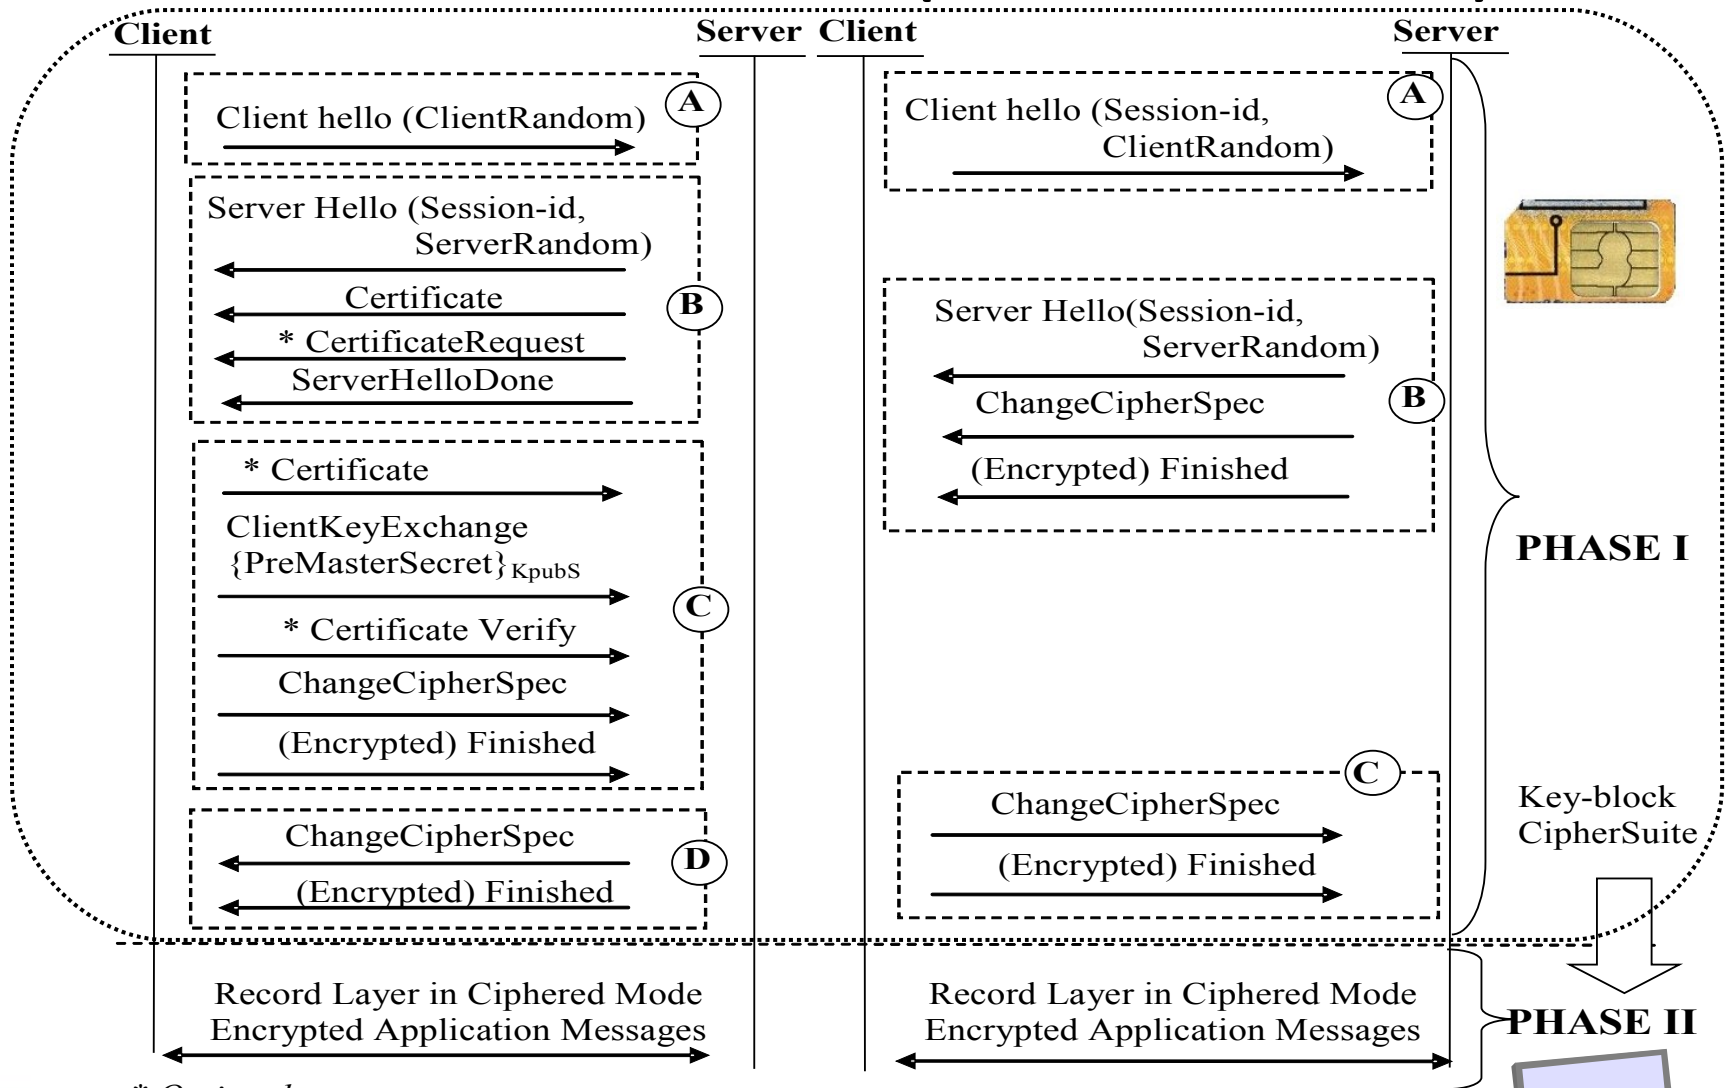 Client
Server
Client hello (ClientRandom)
A
Server Hello (Session-id,
ServerRandom)
Certificate
* CertificateRequest
ServerHelloDone
B
* Certificate
ClientKeyExchange
{PreMasterSecret}KpubS
* Certificate Verify
ChangeCipherSpec
(Encrypted) Finished
C
ChangeCipherSpec
(Encrypted) Finished
D
Record Layer in Ciphered Mode
Encrypted Application Messages
Client
Server
Client hello (Session-id,
ClientRandom)
A
Server Hello(Session-id,
ServerRandom)
ChangeCipherSpec
(Encrypted) Finished
B
ChangeCipherSpec
(Encrypted) Finished
C
Record Layer in Ciphered Mode
Encrypted Application Messages
PHASE I
Key-block
CipherSuite
PHASE II